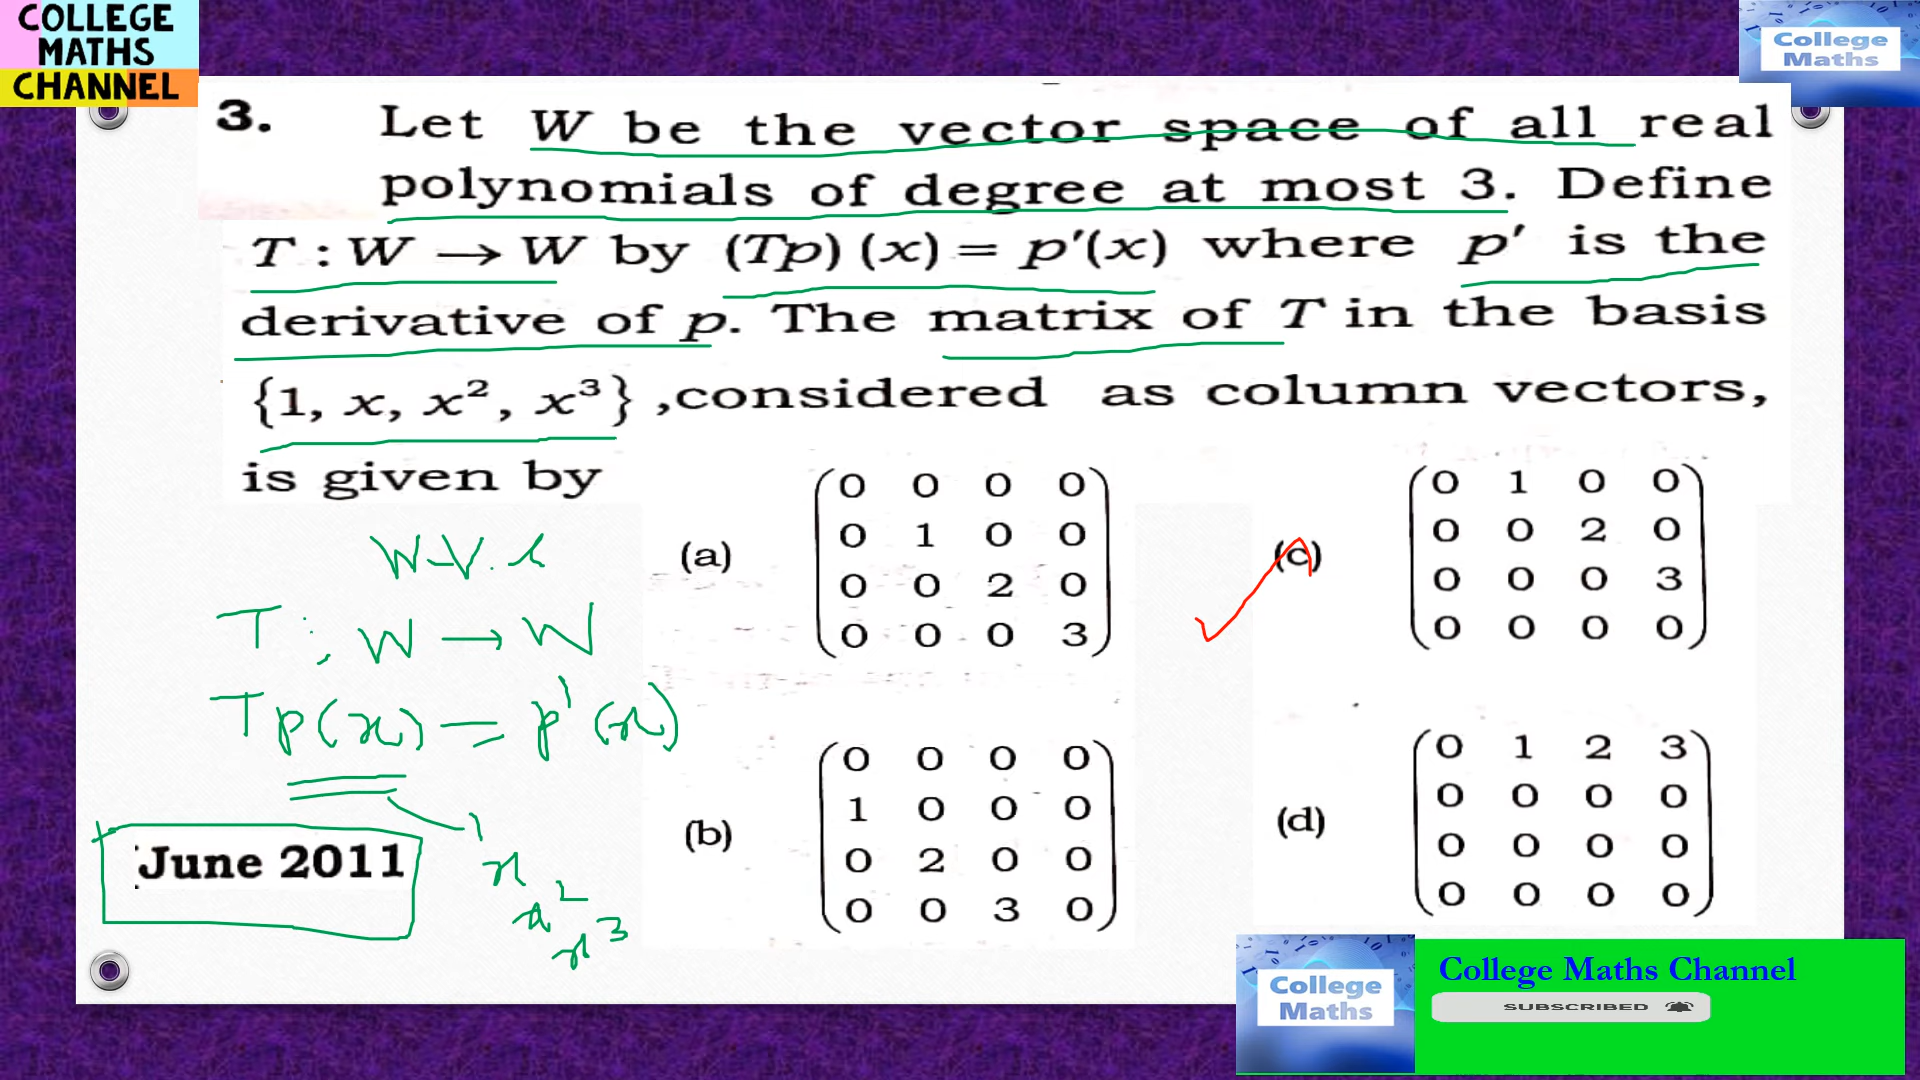 COLLEGE
MATHS
CHANNEL
College
Maths
3. Let W be the vector space of all real
polynomials of degree at most 3. Define
T : W → W by (Tp) (x) = p′(x) where p′ is the
derivative of p. The matrix of T in the basis
{1, x, x², x³} ,considered as column vectors,
is given by
(a)
0 0 0 0
0 1 0 0
0 0 2 0
0 0 0 3
(b)
0 0 0 0
1 0 0 0
0 2 0 0
0 0 3 0
(c)
0 1 0 0
0 0 2 0
0 0 0 3
0 0 0 0
(d)
0 1 2 3
0 0 0 0
0 0 0 0
0 0 0 0
W-V.s
T : W → W
Tp(x) = p'(x)
1
x
x²
x³
June 2011
College
Maths
College Maths Channel
SUBSCRIBED